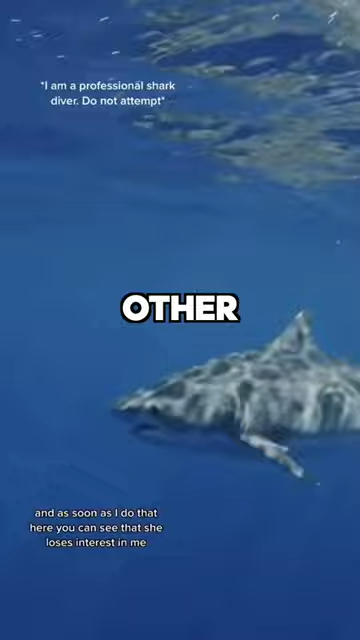 *I am a professional shark
diver. Do not attempt*
OTHER
and as soon as I do that
here you can see that she
loses interest in me